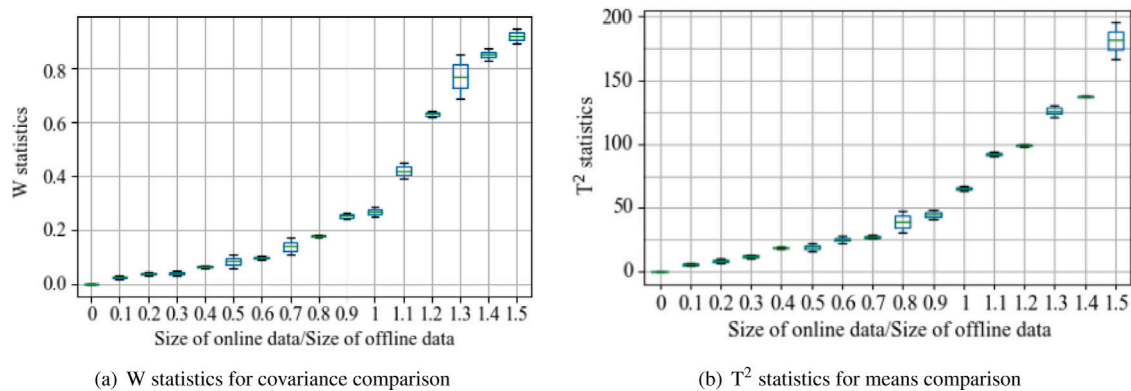 W statistics
0.8
0.6
0.4
0.2
0.0
0 0.1 0.2 0.3 0.4 0.5 0.6 0.7 0.8 0.9 1 1.1 1.2 1.3 1.4 1.5
Size of online data/Size of offline data
(a) W statistics for covariance comparison
T² statistics
200
150
100
50
0
0 0.1 0.2 0.3 0.4 0.5 0.6 0.7 0.8 0.9 1 1.1 1.2 1.3 1.4 1.5
Size of online data/Size of offline data
(b) T² statistics for means comparison